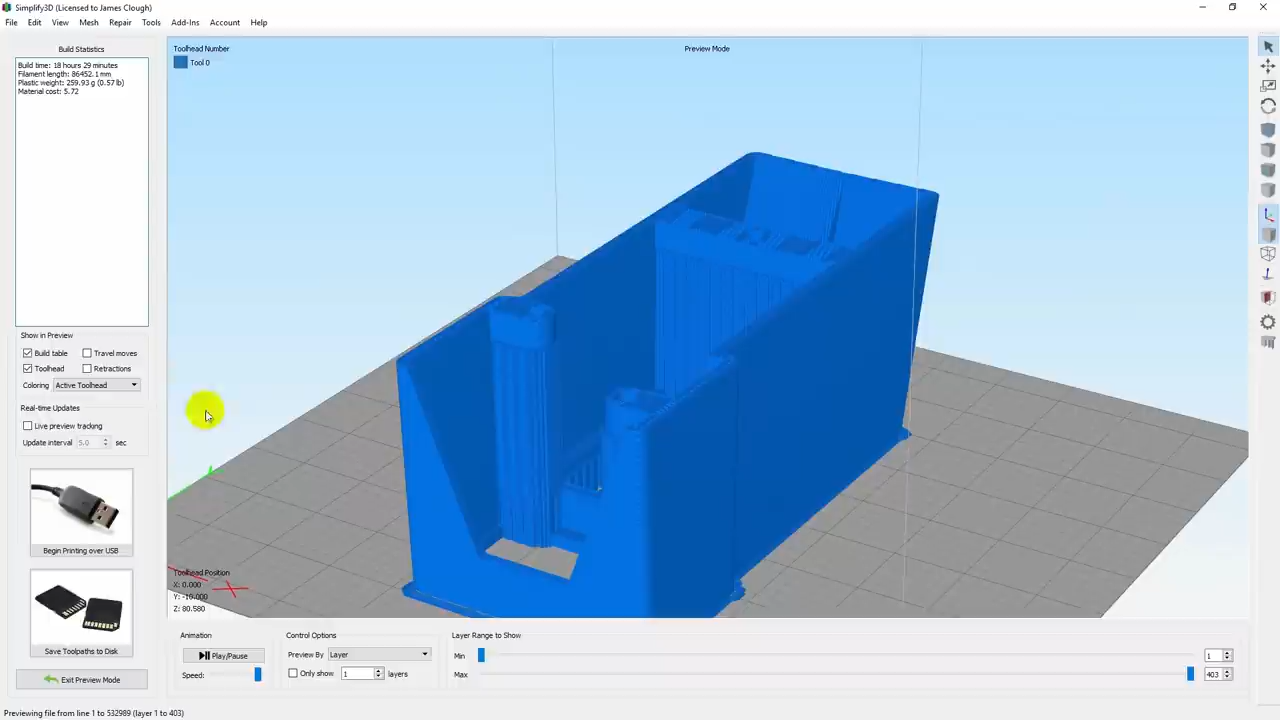 Simplify3D (Licensed to James Clough)
File Edit View Mesh Repair Tools Add-Ins Account Help
Build Statistics
Build time: 18 hours 29 minutes
Filament length: 86452.1 mm
Plastic weight: 259.93 g (0.57 lb)
Material cost: 5.72
Toolhead Number
Tool 0
Preview Mode
Show in Preview
Build table Travel moves
Toolhead Retractions
Coloring Active Toolhead
Real-time Updates
Live preview tracking
Update interval 5.0 sec
Begin Printing over USB
Save Toolpaths to Disk
Exit Preview Mode
Toolhead Position
X: 0.000
Y: -10.000
Z: 80.580
Animation
Play/Pause
Speed:
Control Options
Preview By Layer
Only show 1 layers
Layer Range to Show
Min 1
Max 403
Previewing file from line 1 to 532989 (layer 1 to 403)